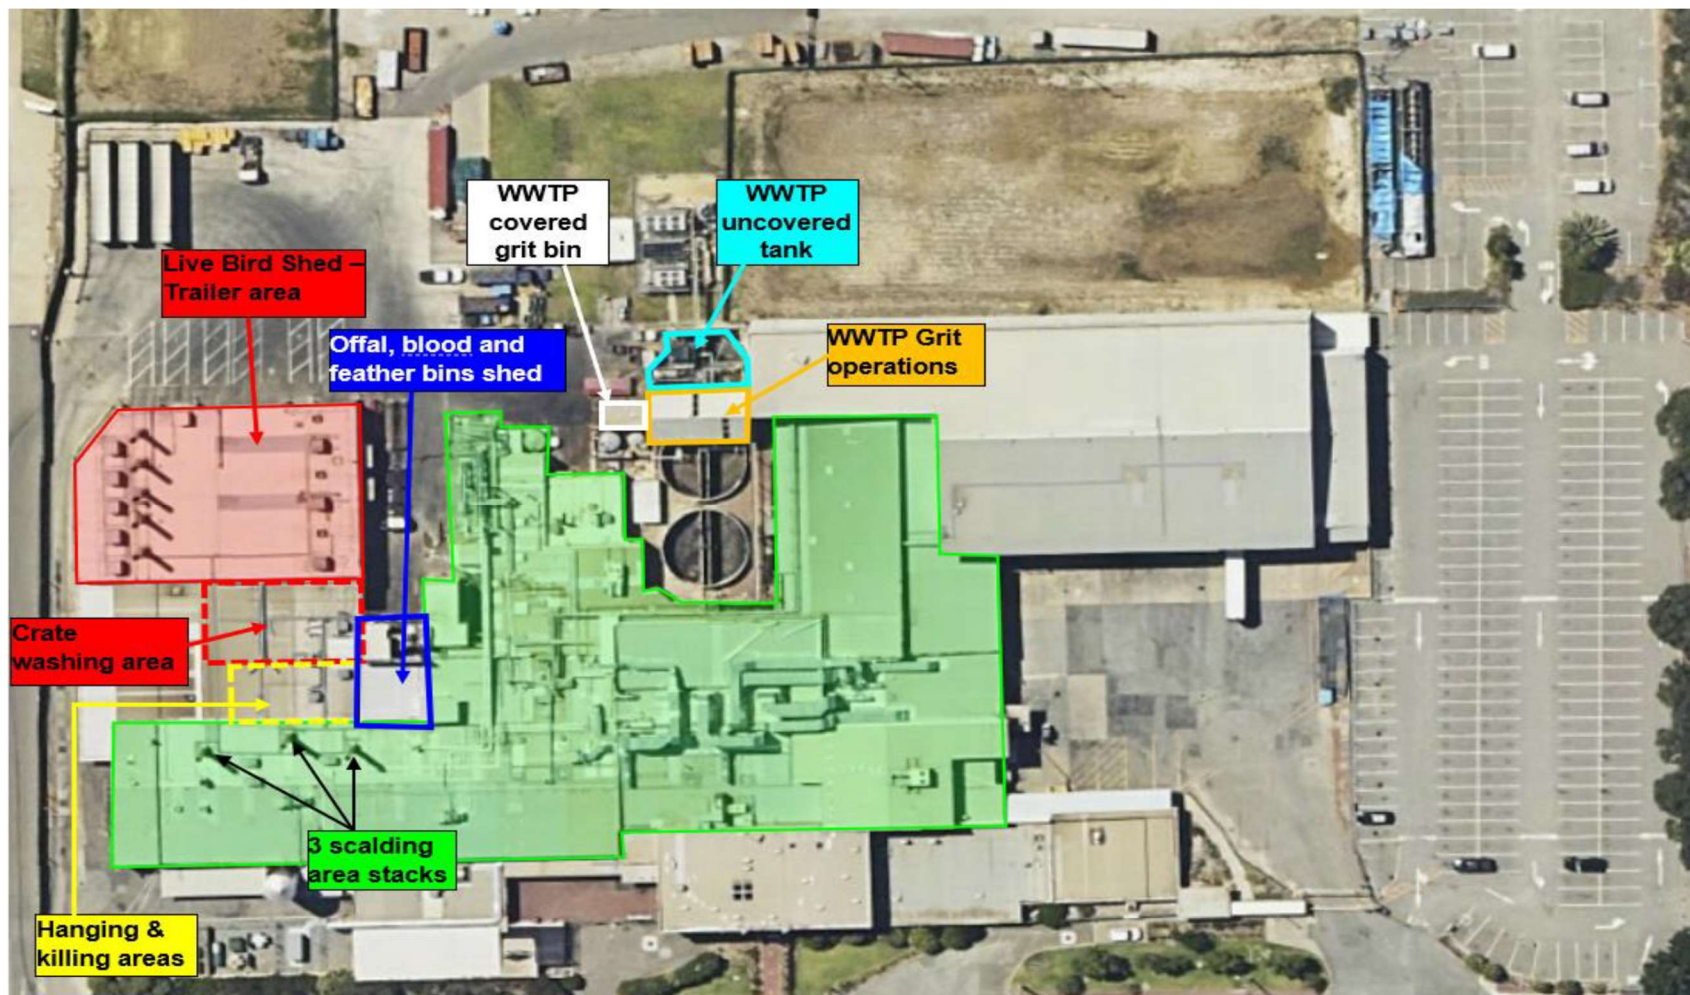 WWTP
covered
grit bin
WWTP
uncovered
tank
Live Bird Shed –
Trailer area
Offal, blood and
feather bins shed
WWTP Grit
operations
Crate
washing area
3 scalding
area stacks
Hanging &
killing areas